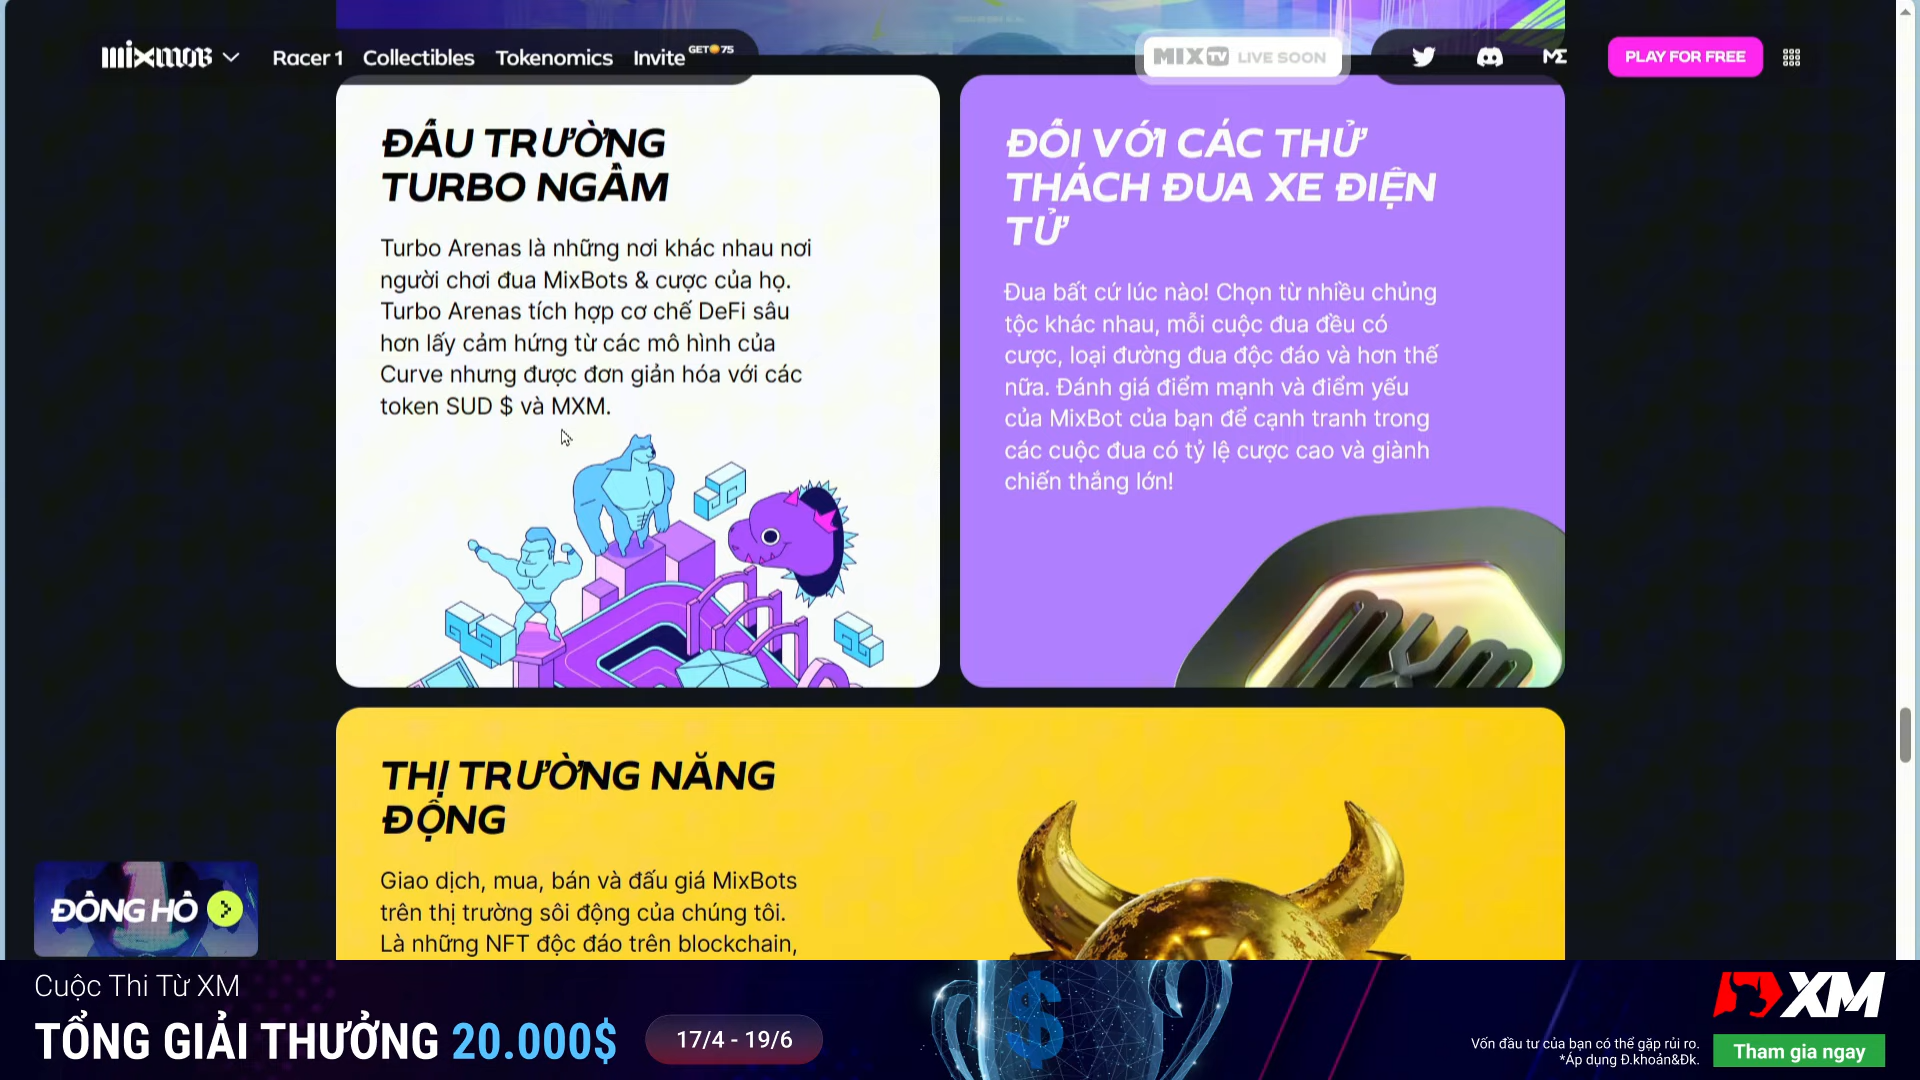 mixmob
Racer 1
Collectibles
Tokenomics
Invite
GET 75
MIX TV LIVE SOON
PLAY FOR FREE
ĐẤU TRƯỜNG
TURBO NGẦM
Turbo Arenas là những nơi khác nhau nơi
người chơi đua MixBots & cược của họ.
Turbo Arenas tích hợp cơ chế DeFi sâu
hơn lấy cảm hứng từ các mô hình của
Curve nhưng được đơn giản hóa với các
token SUD $ và MXM.
ĐỐI VỚI CÁC THỬ
THÁCH ĐUA XE ĐIỆN
TỬ
Đua bất cứ lúc nào! Chọn từ nhiều chủng
tộc khác nhau, mỗi cuộc đua đều có
cược, loại đường đua độc đáo và hơn thế
nữa. Đánh giá điểm mạnh và điểm yếu
của MixBot của bạn để cạnh tranh trong
các cuộc đua có tỷ lệ cược cao và giành
chiến thắng lớn!
mxm
THỊ TRƯỜNG NĂNG
ĐỘNG
Giao dịch, mua, bán và đấu giá MixBots
trên thị trường sôi động của chúng tôi.
Là những NFT độc đáo trên blockchain,
ĐỒNG HỒ
Cuộc Thi Từ XM
TỔNG GIẢI THƯỞNG 20.000$
17/4 - 19/6
$
XM
Vốn đầu tư của bạn có thể gặp rủi ro.
*Áp dụng Đ.khoản&Đk.
Tham gia ngay